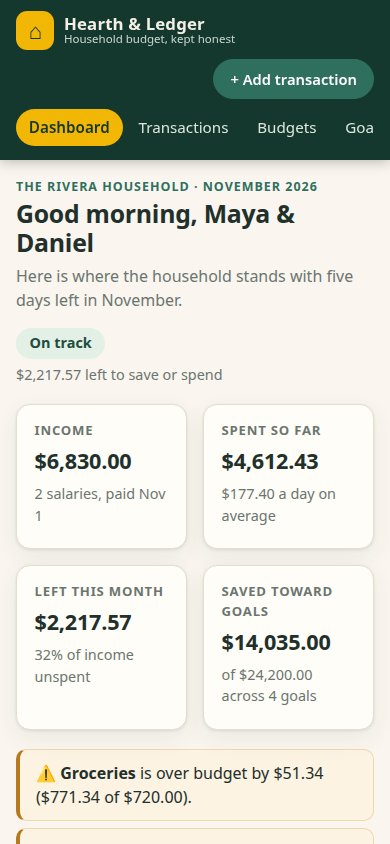 Hearth & Ledger
Household budget, kept honest
+ Add transaction
Dashboard
Transactions
Budgets
Goa
THE RIVERA HOUSEHOLD · NOVEMBER 2026
Good morning, Maya &
Daniel
Here is where the household stands with five
days left in November.
On track
$2,217.57 left to save or spend
INCOME
$6,830.00
2 salaries, paid Nov
1
SPENT SO FAR
$4,612.43
$177.40 a day on
average
LEFT THIS MONTH
$2,217.57
32% of income
unspent
SAVED TOWARD
GOALS
$14,035.00
of $24,200.00
across 4 goals
⚠️ Groceries is over budget by $51.34
($771.34 of $720.00).